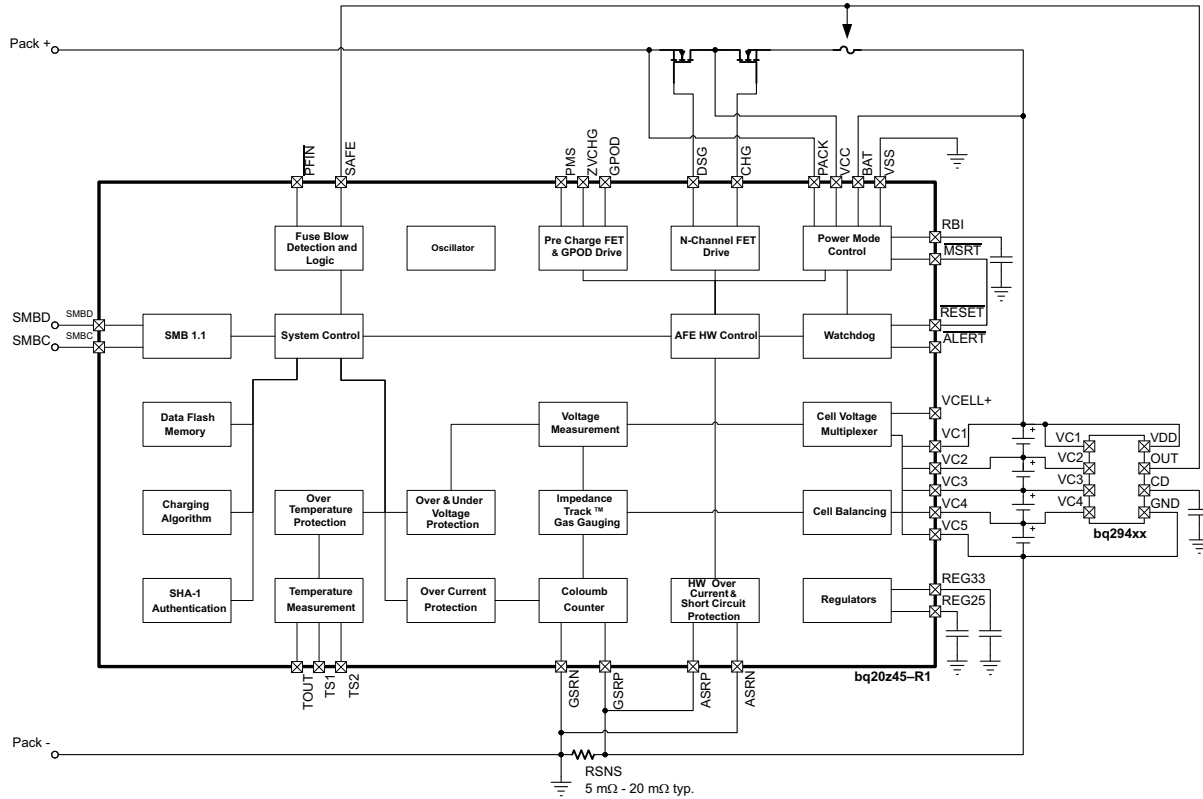 Pack +
PFIN
SAFE
PMS
ZVCHG
GPOD
DSG
CHG
PACK
VCC
BAT
VSS
Fuse Blow
Detection and
Logic
Oscillator
Pre Charge FET
& GPOD Drive
N-Channel FET
Drive
Power Mode
Control
RBI
MSRT
SMBD
SMBD
SMBC
SMBC
SMB 1.1
System Control
AFE HW Control
Watchdog
RESET
ALERT
Data Flash
Memory
Voltage
Measurement
Cell Voltage
Multiplexer
VCELL+
VC1
VC2
VC3
VC4
VC5
+
+
+
+
VC1
VC2
VC3
VC4
VDD
OUT
CD
GND
bq294xx
Charging
Algorithm
Over
Temperature
Protection
Over & Under
Voltage
Protection
Impedance
Track ™
Gas Gauging
Cell Balancing
SHA-1
Authentication
Temperature
Measurement
Over Current
Protection
Coloumb
Counter
HW Over
Current &
Short Circuit
Protection
Regulators
REG33
REG25
bq20z45–R1
TOUT
TS1
TS2
GSRN
GSRP
ASRP
ASRN
Pack -
RSNS
5 mΩ - 20 mΩ typ.